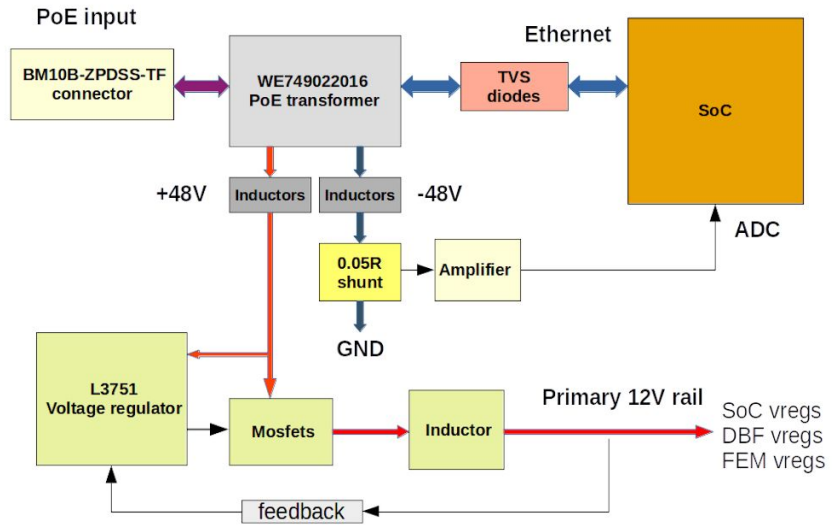 PoE input
Ethernet
BM10B-ZPDSS-TF
connector
WE749022016
PoE transformer
TVS
diodes
SoC
+48V
Inductors
Inductors
-48V
ADC
0.05R
shunt
Amplifier
GND
L3751
Voltage regulator
Mosfets
Inductor
Primary 12V rail
SoC vregs
DBF vregs
FEM vregs
feedback